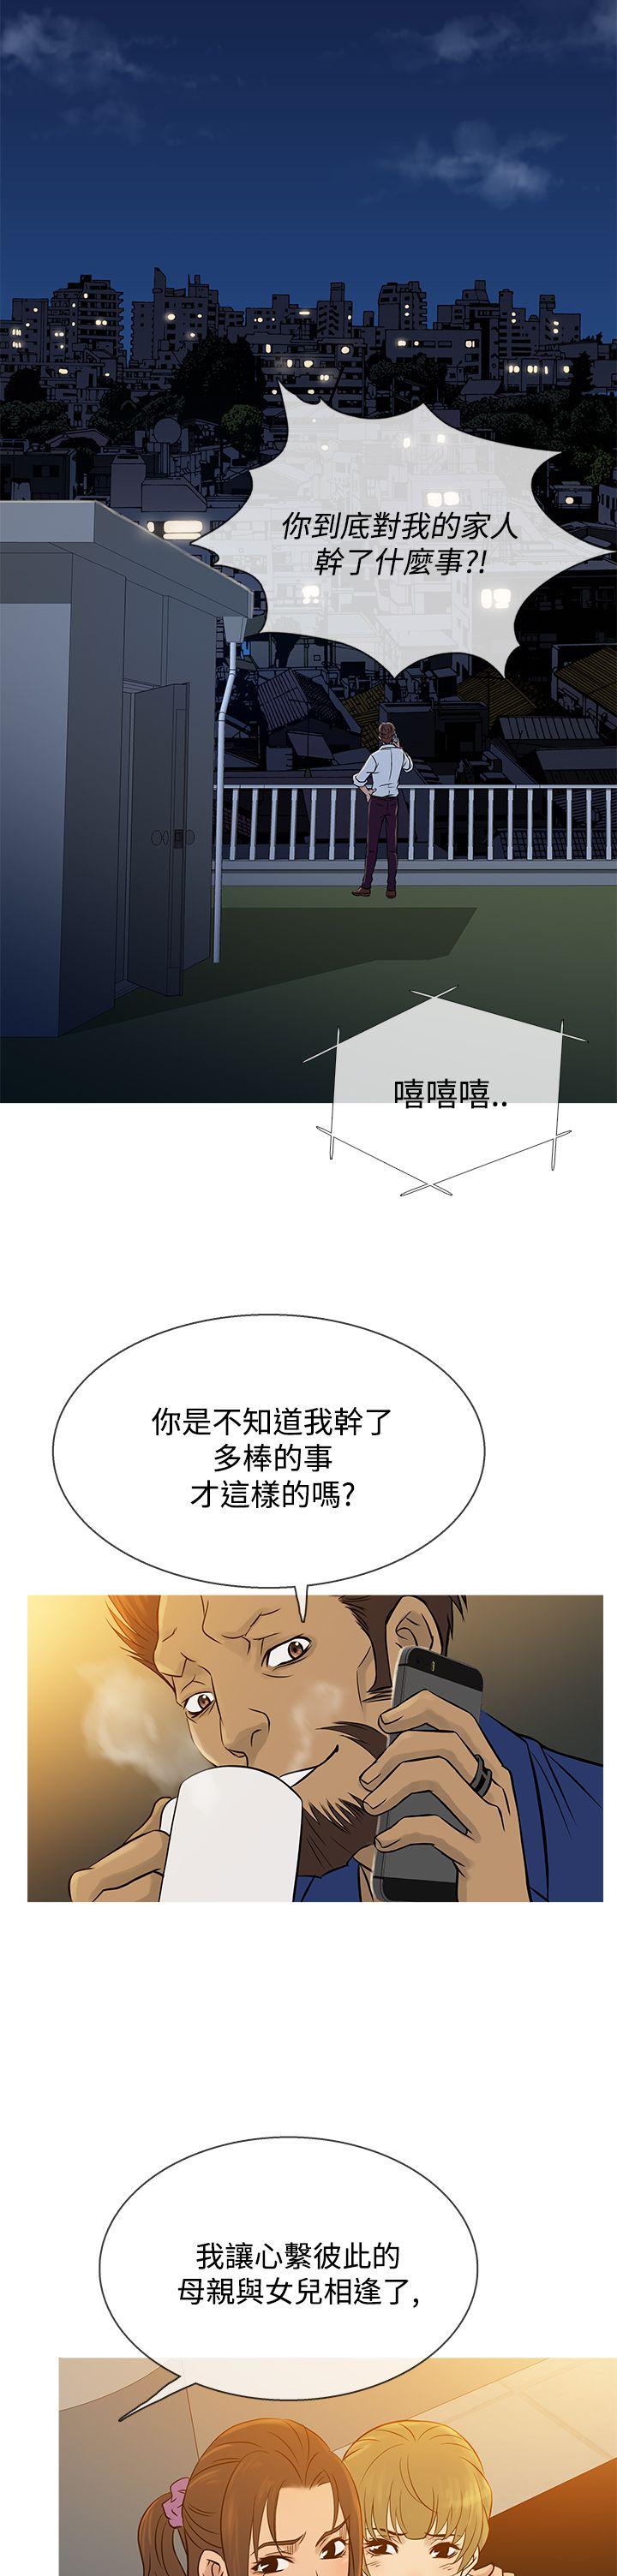 你到底對我的家人
幹了什麼事?!
嘻嘻嘻..
你是不知道我幹了
多棒的事
才這樣的嗎?
我讓心繫彼此的
母親與女兒相逢了,